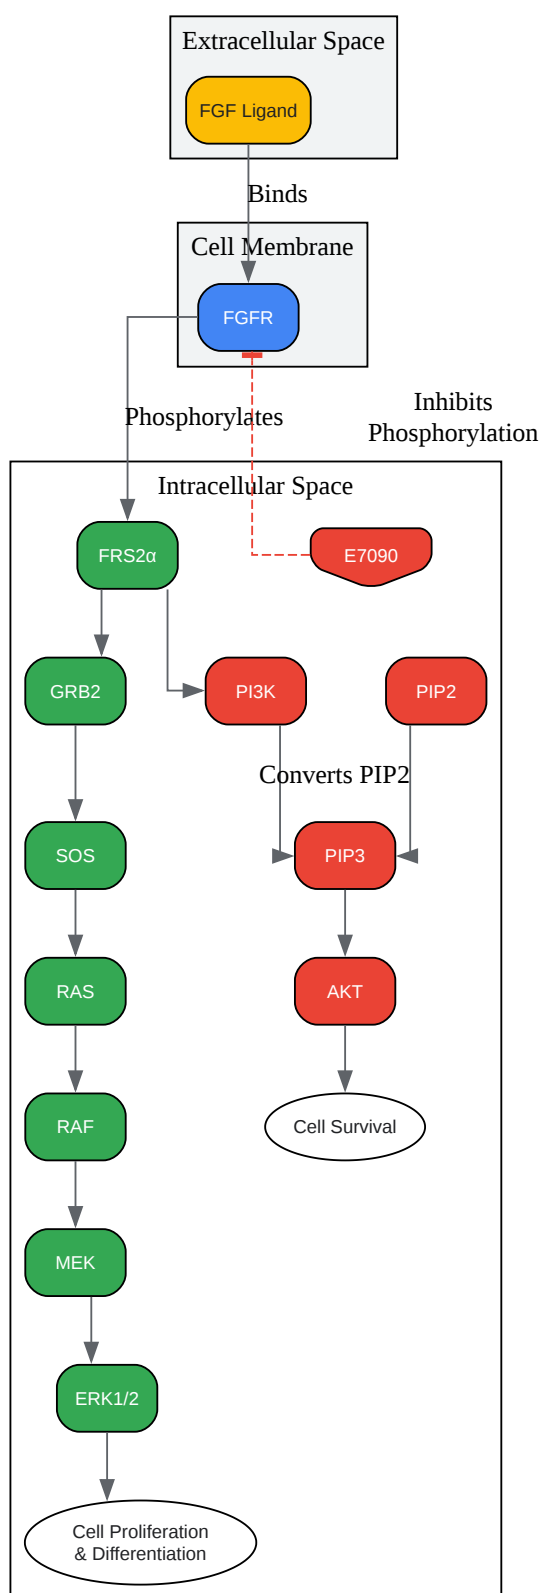 Extracellular Space
FGF Ligand
Binds
Cell Membrane
FGFR
Phosphorylates
Inhibits
Phosphorylation
Intracellular Space
FRS2α
E7090
GRB2
PI3K
PIP2
Converts PIP2
SOS
PIP3
RAS
AKT
RAF
Cell Survival
MEK
ERK1/2
Cell Proliferation
& Differentiation